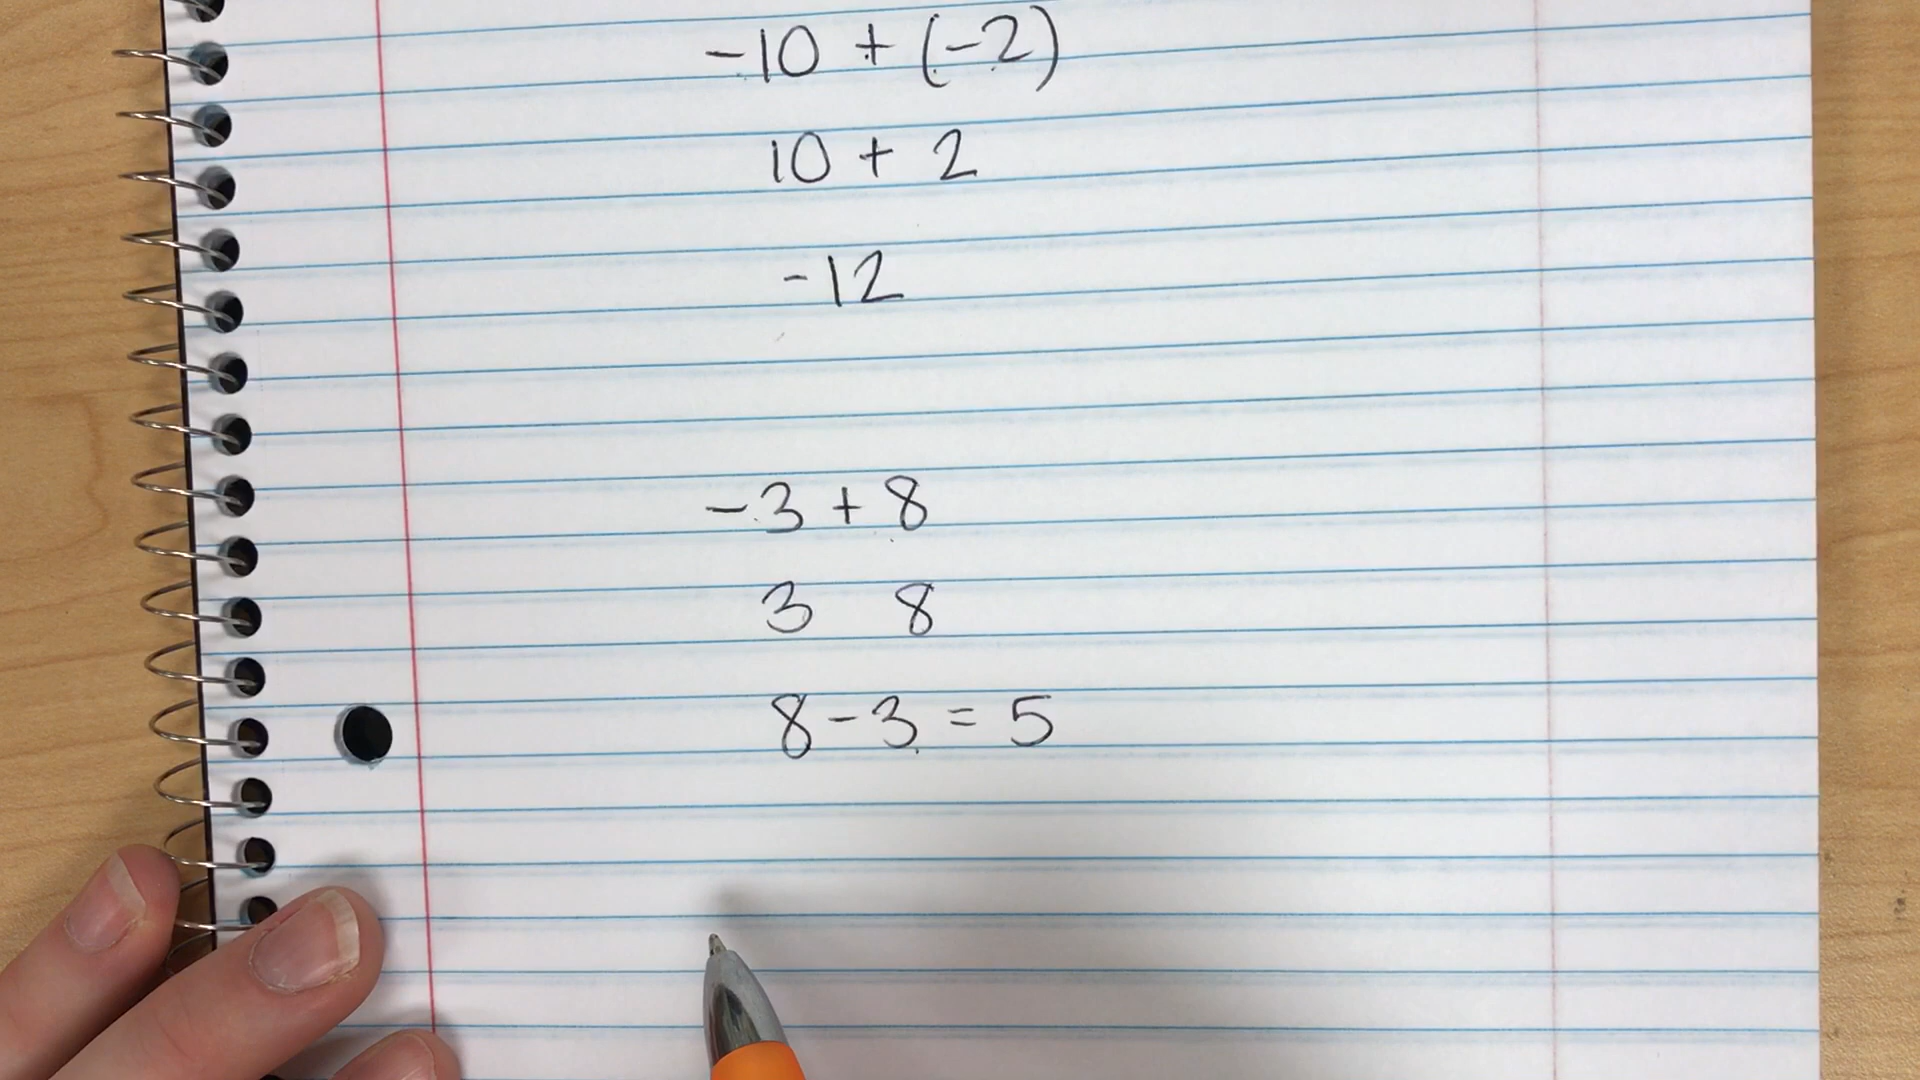 -10 + (-2)
10 + 2
-12
-3 + 8
3 8
8 - 3 = 5